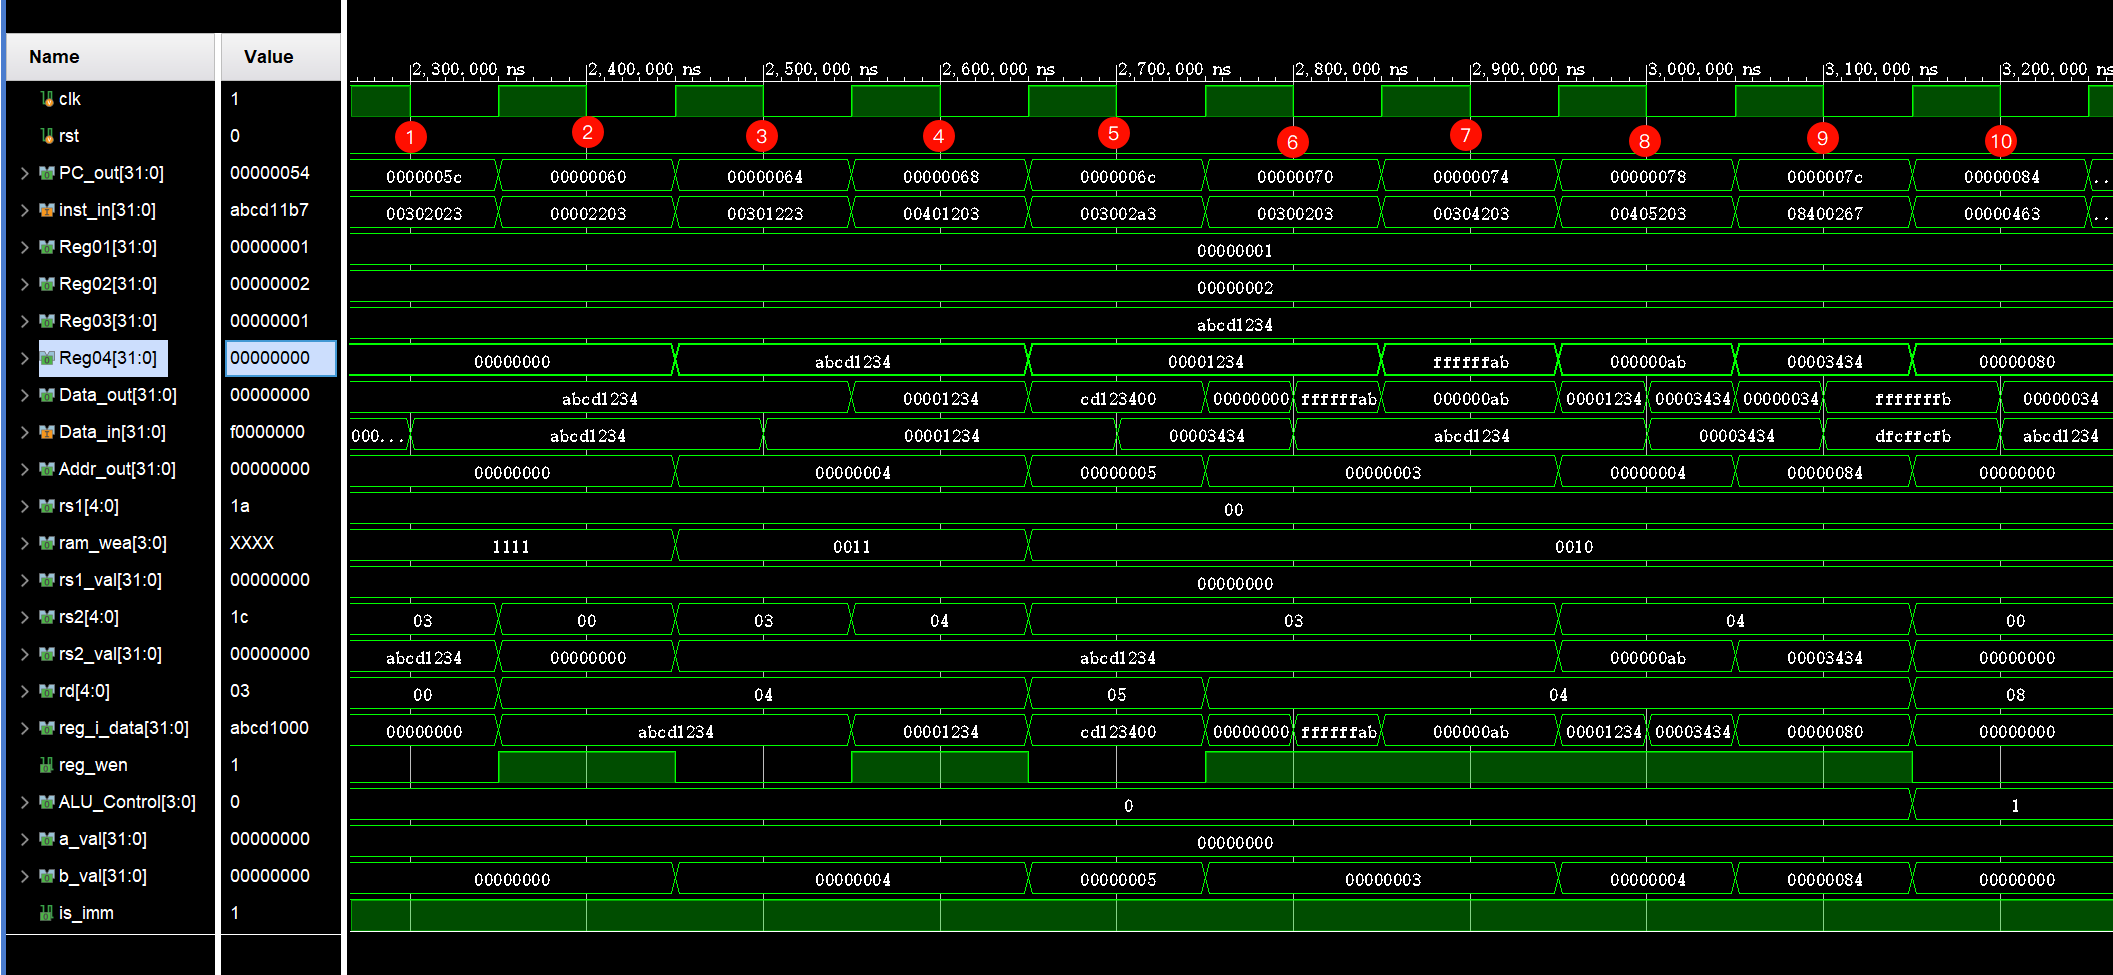 Name Value
2,300.000 ns 2,400.000 ns 2,500.000 ns 2,600.000 ns 2,700.000 ns 2,800.000 ns 2,900.000 ns 3,000.000 ns 3,100.000 ns 3,200.000 ns
clk 1
rst 0 1 2 3 4 5 6 7 8 9 10
PC_out[31:0] 00000054 0000005c 00000060 00000064 00000068 0000006c 00000070 00000074 00000078 0000007c 00000084 ...
inst_in[31:0] abcd11b7 00302023 00002203 00301223 00401203 003002a3 00300203 00304203 00405203 08400267 00000463 ...
Reg01[31:0] 00000001 00000001
Reg02[31:0] 00000002 00000002
Reg03[31:0] 00000001 abcd1234
Reg04[31:0] 00000000 00000000 abcd1234 00001234 ffffffab 000000ab 00003434 00000080
Data_out[31:0] 00000000 abcd1234 00001234 cd123400 00000000 ffffffab 000000ab 00001234 00003434 00000034 fffffffb 00000034
Data_in[31:0] f0000000 000... abcd1234 00001234 00003434 abcd1234 00003434 dfcffcfb abcd1234
Addr_out[31:0] 00000000 00000000 00000004 00000005 00000003 00000004 00000084 00000000
rs1[4:0] 1a 00
ram_wea[3:0] XXXX 1111 0011 0010
rs1_val[31:0] 00000000 00000000
rs2[4:0] 1c 03 00 03 04 03 04 00
rs2_val[31:0] 00000000 abcd1234 00000000 abcd1234 000000ab 00003434 00000000
rd[4:0] 03 00 04 05 04 08
reg_i_data[31:0] abcd1000 00000000 abcd1234 00001234 cd123400 00000000 ffffffab 000000ab 00001234 00003434 00000080 00000000
reg_wen 1
ALU_Control[3:0] 0 0 1
a_val[31:0] 00000000 00000000
b_val[31:0] 00000000 00000000 00000004 00000005 00000003 00000004 00000084 00000000
is_imm 1